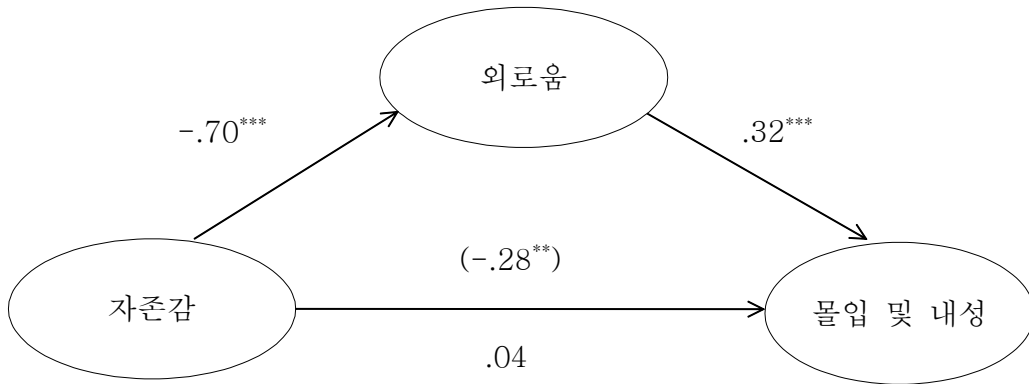 외로움
-.70***
.32***
(-.28**)
자존감
몰입 및 내성
.04